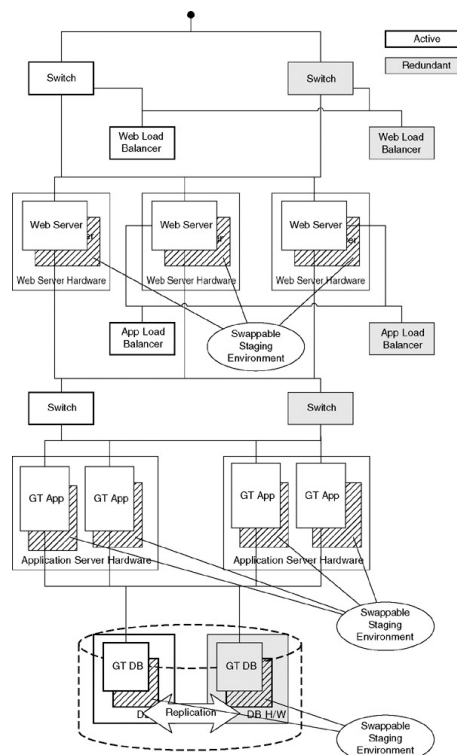 Active
Redundant
Switch
Switch
Web Load
Balancer
Web Load
Balancer
Web Server
Web Server
Web Server
Web Server Hardware
Web Server Hardware
Web Server Hardware
App Load
Balancer
Swappable
Staging
Environment
App Load
Balancer
Switch
Switch
GT App
GT App
GT App
GT App
Application Server Hardware
Application Server Hardware
Swappable
Staging
Environment
GT DB
GT DB
Replication
DB H/W
Swappable
Staging
Environment